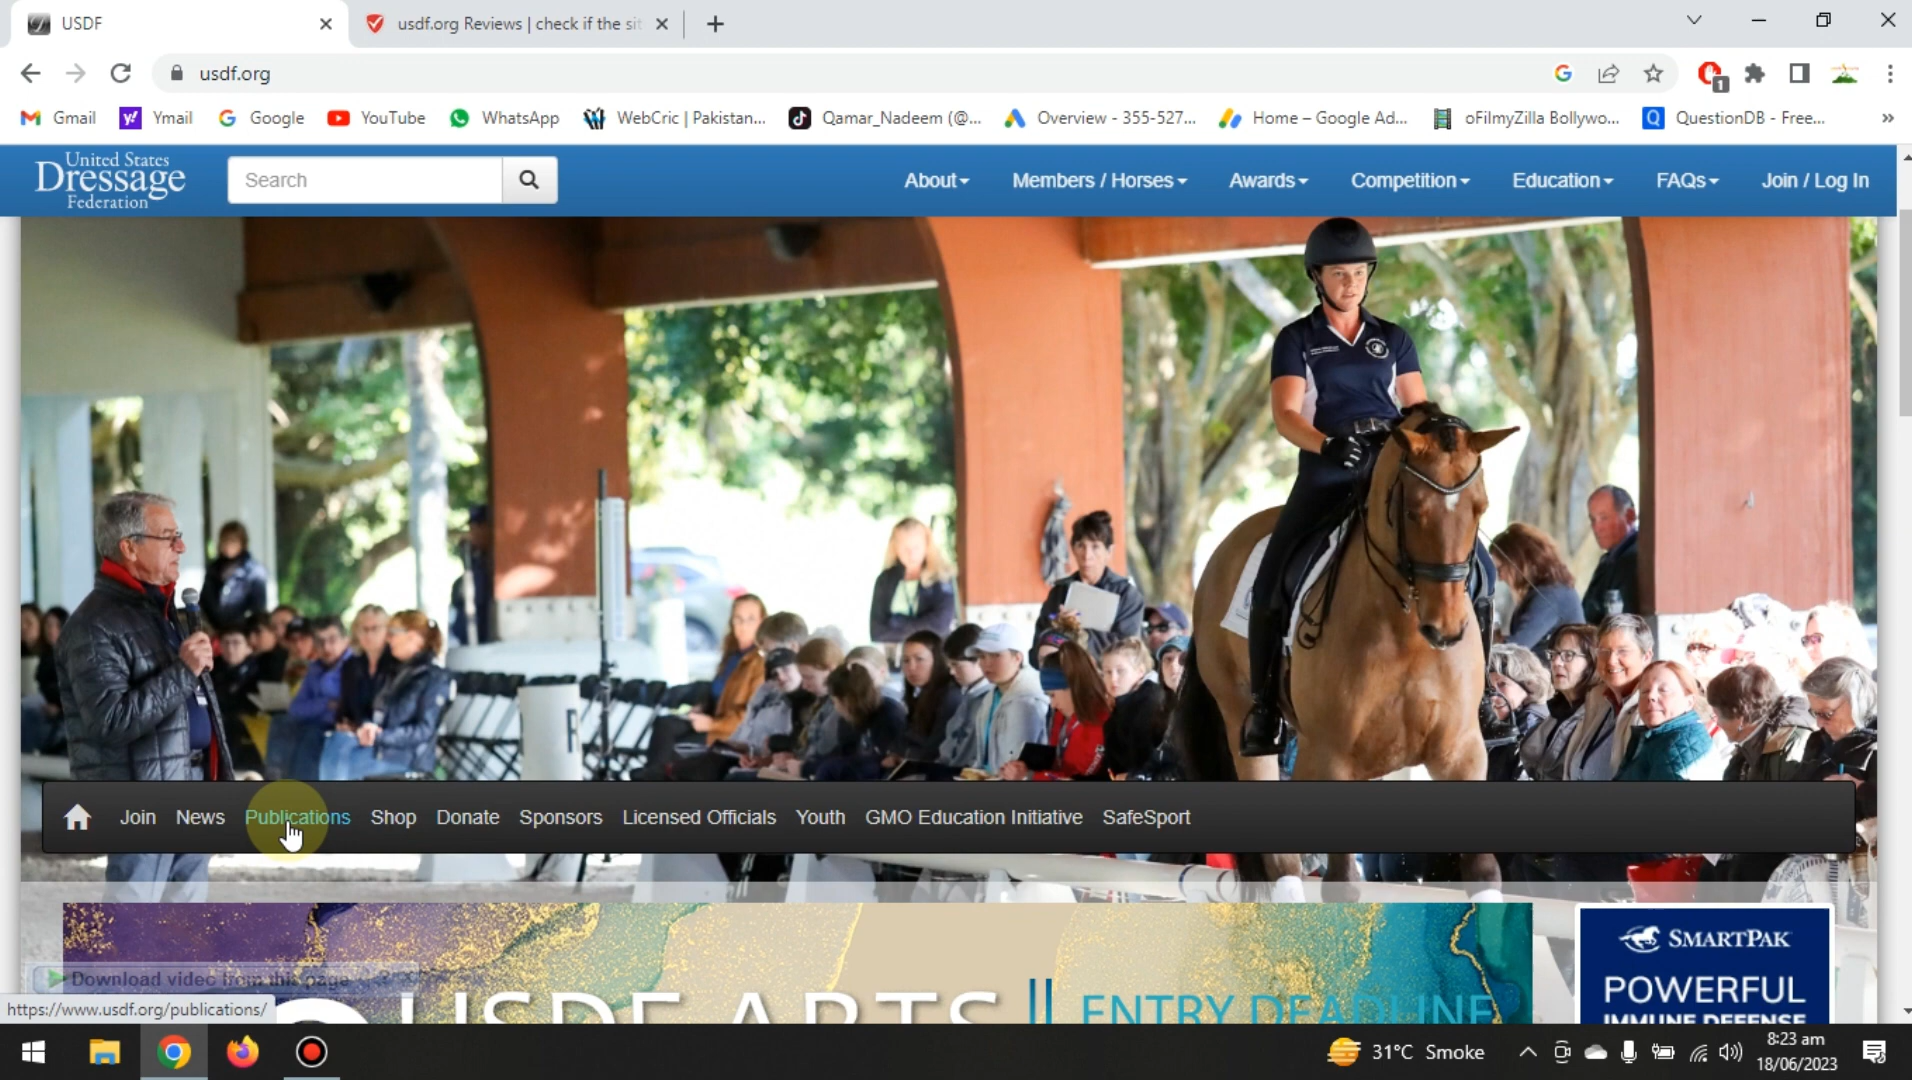 USDF
usdf.org Reviews | check if the sit
usdf.org
1
Gmail
Ymail
Google
YouTube
WhatsApp
WebCric | Pakistan...
Qamar_Nadeem (@...
Overview - 355-527...
Home – Google Ad...
oFilmyZilla Bollywo...
QuestionDB - Free...
»
United States
Dressage
Federation
Search
About
Members / Horses
Awards
Competition
Education
FAQs
Join / Log In
R
Join
News
Publications
Shop
Donate
Sponsors
Licensed Officials
Youth
GMO Education Initiative
SafeSport
Download video from this page
USDF ARTS || ENTRY DEADLINE
SMARTPAK
POWERFUL
IMMUNE DEFENSE
https://www.usdf.org/publications/
31°C Smoke
8:23 am
18/06/2023